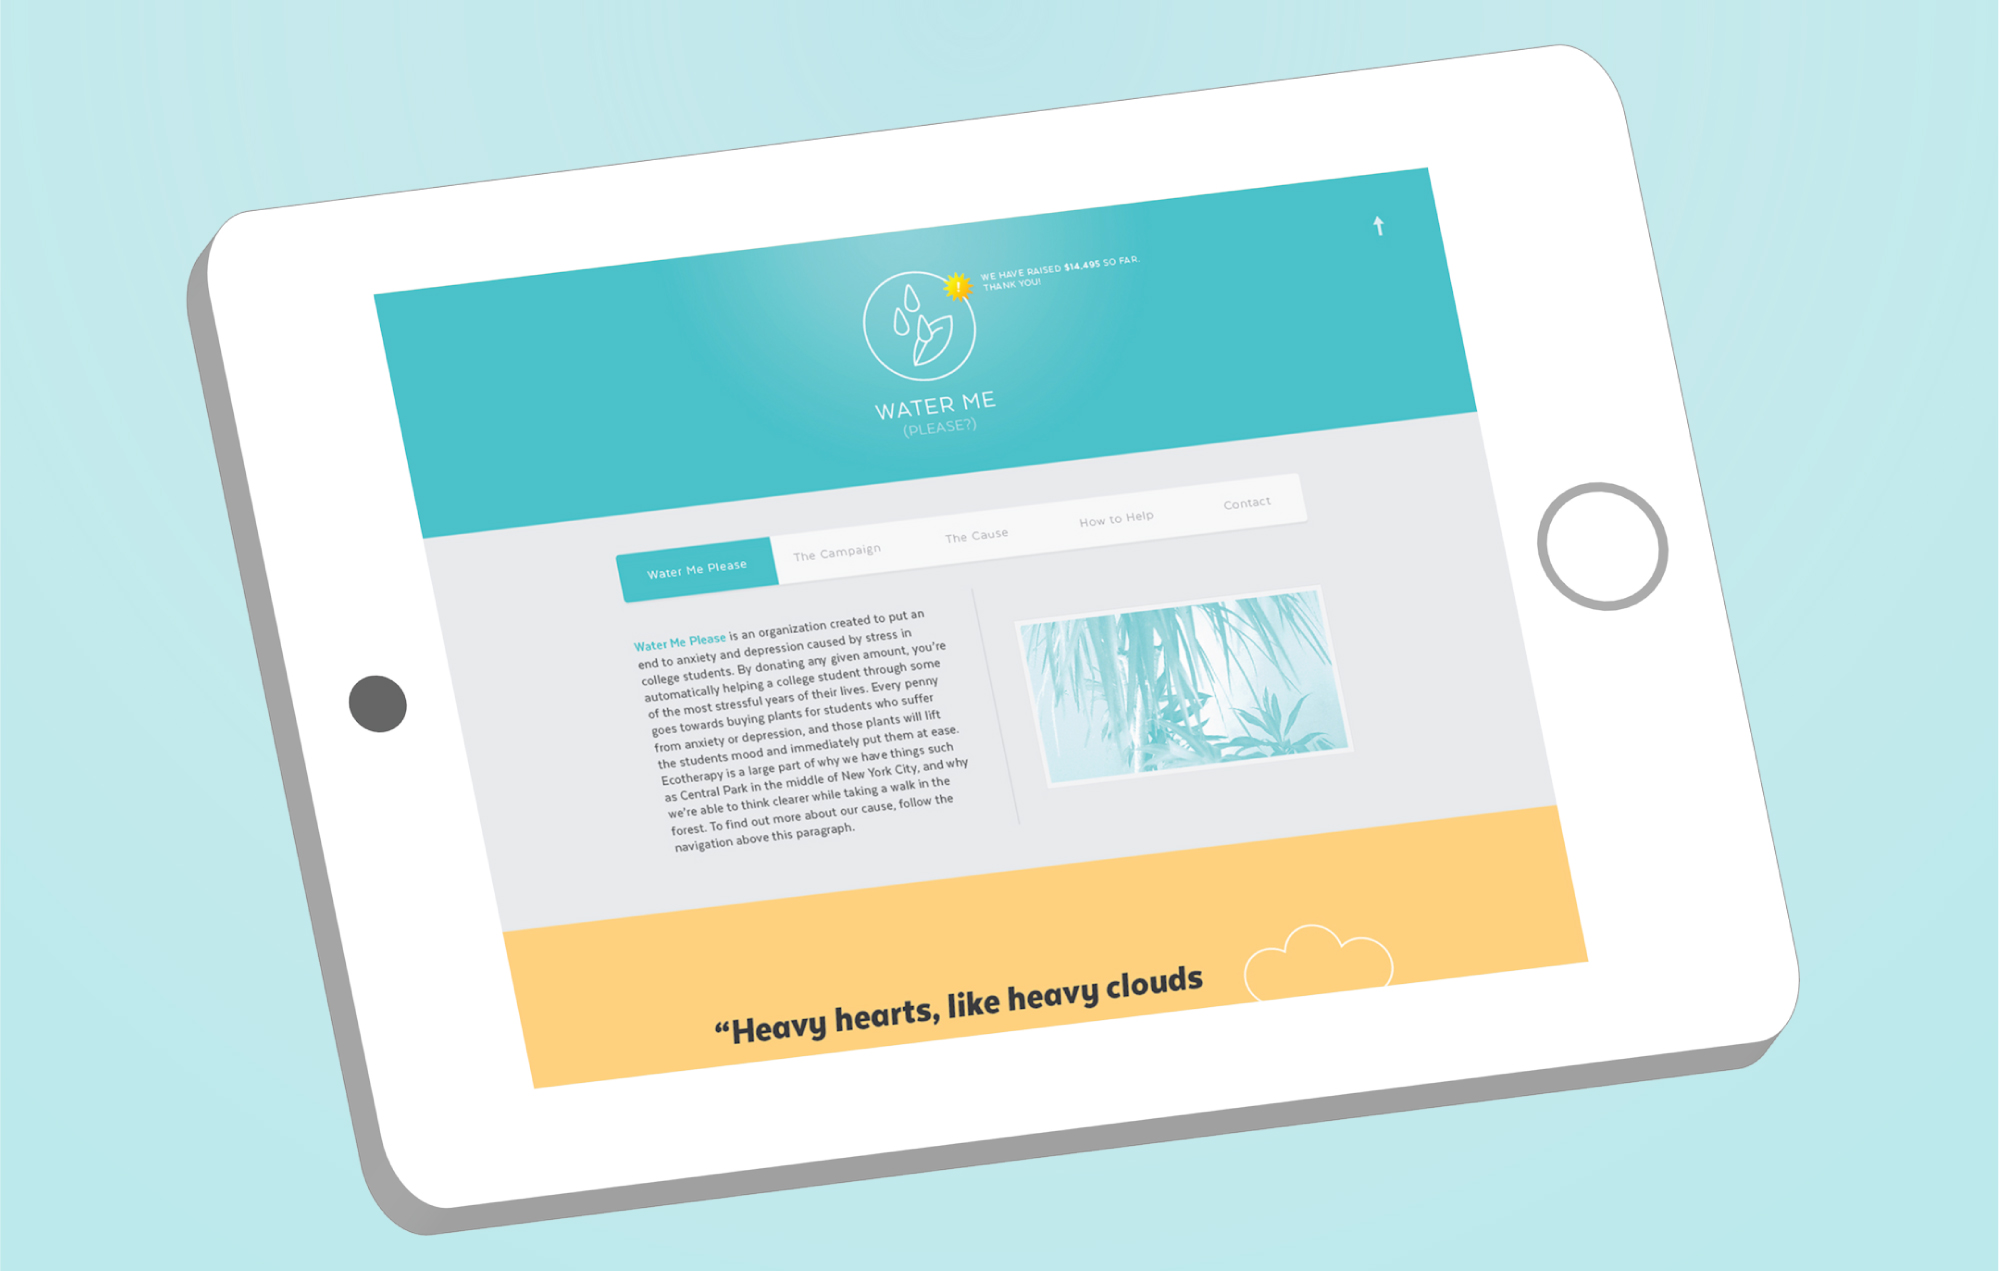 WE HAVE RAISED $14,495 SO FAR.
THANK YOU!
WATER ME
(PLEASE?)
Water Me Please
The Campaign
The Cause
How to Help
Contact
Water Me Please is an organization created to put an
end to anxiety and depression caused by stress in
college students. By donating any given amount, you're
automatically helping a college student through some
of the most stressful years of their lives. Every penny
goes towards buying plants for students who suffer
from anxiety or depression, and those plants will lift
the students mood and immediately put them at ease.
Ecotherapy is a large part of why we have things such
as Central Park in the middle of New York City, and why
we're able to think clearer while taking a walk in the
forest. To find out more about our cause, follow the
navigation above this paragraph.
“Heavy hearts, like heavy clouds